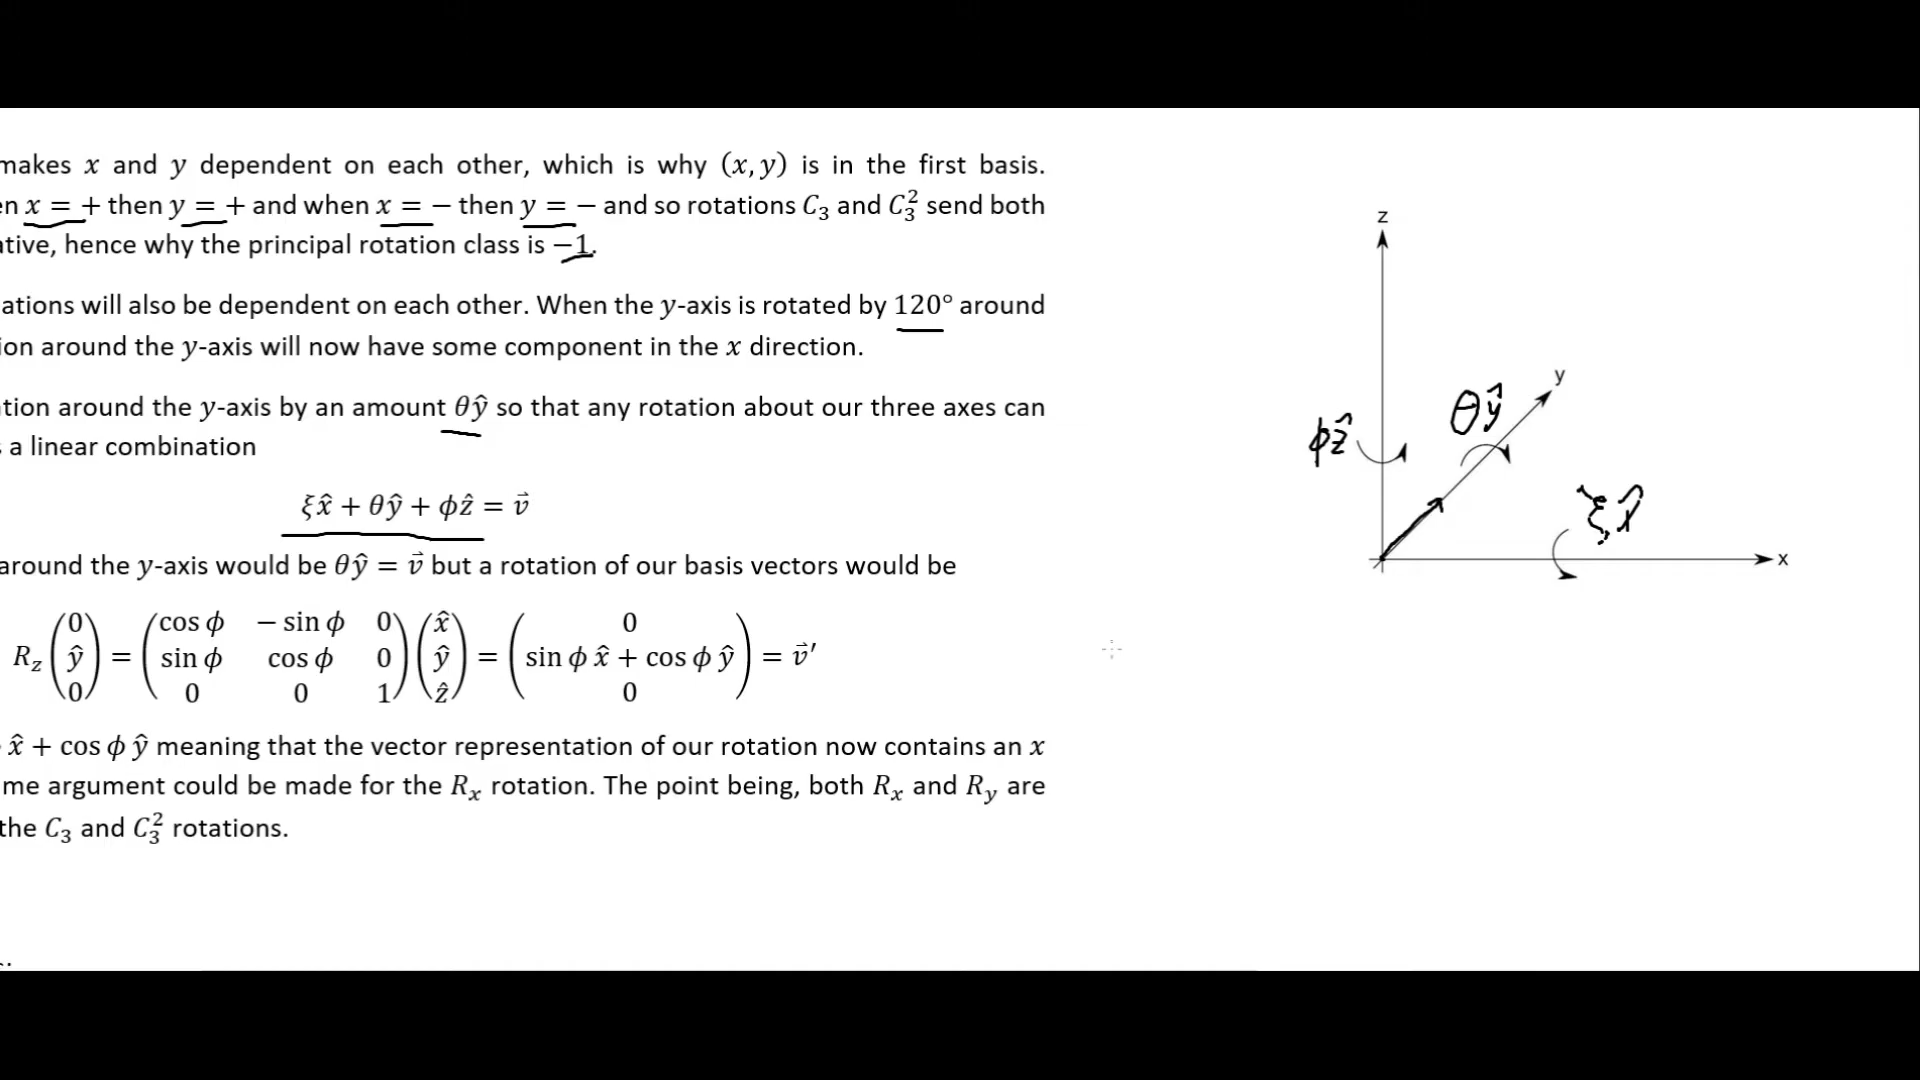 makes x and y dependent on each other, which is why (x, y) is in the first basis.
en x = + then y = + and when x = − then y = − and so rotations C₃ and C₃² send both
ative, hence why the principal rotation class is −1.
ations will also be dependent on each other. When the y-axis is rotated by 120° around
ion around the y-axis will now have some component in the x direction.
ation around the y-axis by an amount θŷ so that any rotation about our three axes can
s a linear combination
ξx̂ + θŷ + ϕẑ = v⃗
around the y-axis would be θŷ = v⃗ but a rotation of our basis vectors would be
R_z (0 ŷ 0) = (cos ϕ − sin ϕ 0 sin ϕ cos ϕ 0 0 0 1) (x̂ ŷ ẑ) = (0 sin ϕ x̂ + cos ϕ ŷ 0) = v⃗′
x̂ + cos ϕ ŷ meaning that the vector representation of our rotation now contains an x
me argument could be made for the Rₓ rotation. The point being, both Rₓ and R_y are
the C₃ and C₃² rotations.
z
y
θŷ
ϕẑ
ξx̂
x